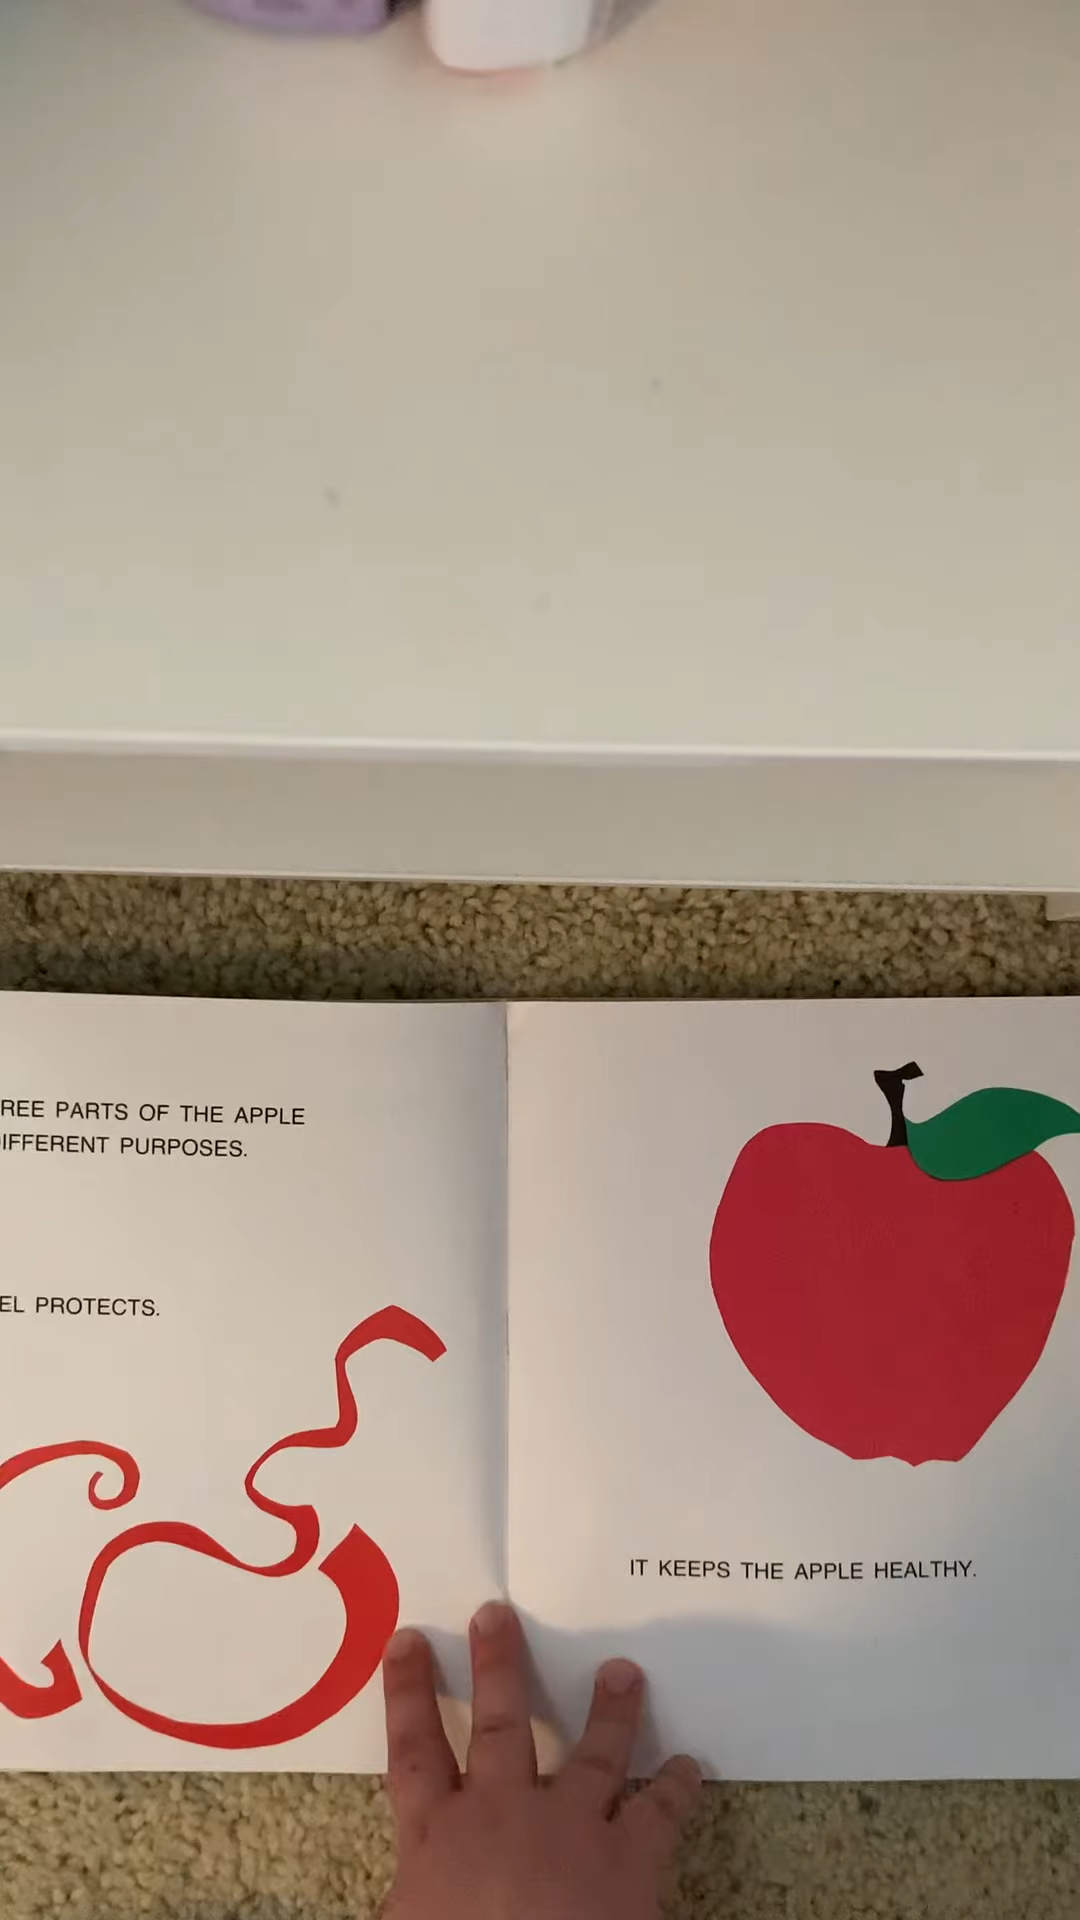 REE PARTS OF THE APPLE
IFFERENT PURPOSES.
EL PROTECTS.
IT KEEPS THE APPLE HEALTHY.